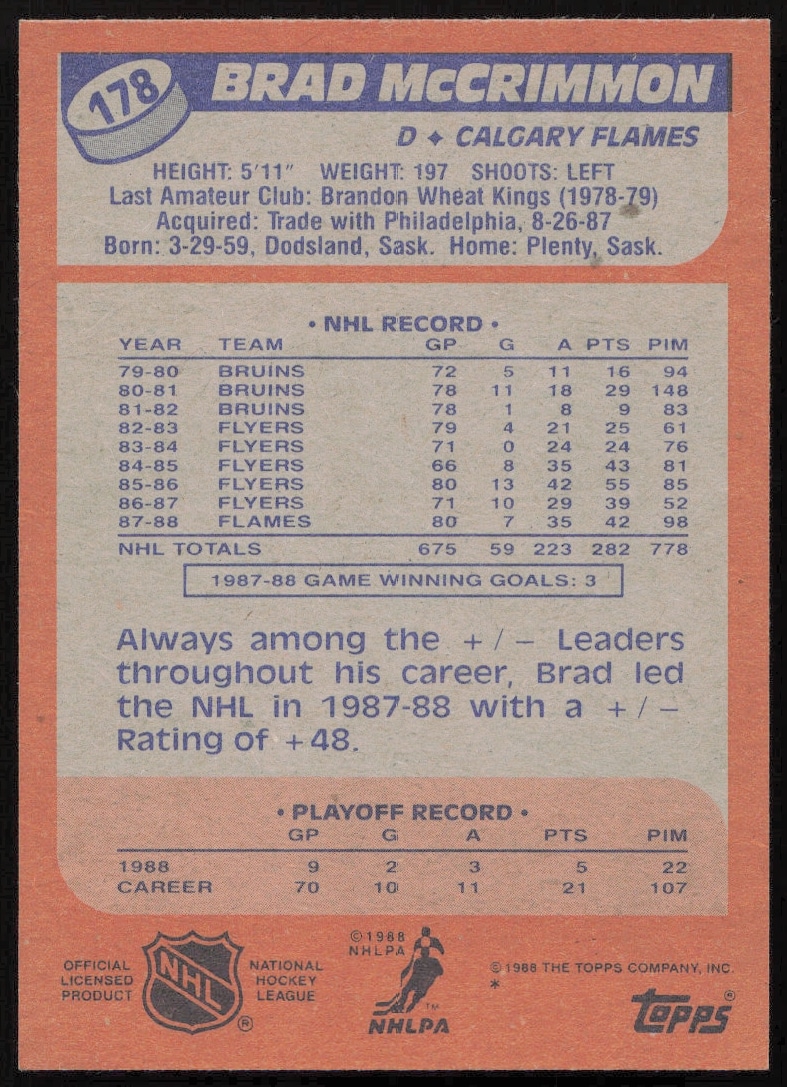 178
BRAD McCRIMMON
D ✦ CALGARY FLAMES
HEIGHT: 5'11" WEIGHT: 197 SHOOTS: LEFT
Last Amateur Club: Brandon Wheat Kings (1978-79)
Acquired: Trade with Philadelphia, 8-26-87
Born: 3-29-59, Dodsland, Sask. Home: Plenty, Sask.
• NHL RECORD •
YEAR TEAM GP G A PTS PIM
79-80 BRUINS 72 5 11 16 94
80-81 BRUINS 78 11 18 29 148
81-82 BRUINS 78 1 8 9 83
82-83 FLYERS 79 4 21 25 61
83-84 FLYERS 71 0 24 24 76
84-85 FLYERS 66 8 35 43 81
85-86 FLYERS 80 13 42 55 85
86-87 FLYERS 71 10 29 39 52
87-88 FLAMES 80 7 35 42 98
NHL TOTALS 675 59 223 282 778
1987-88 GAME WINNING GOALS: 3
Always among the +/- Leaders
throughout his career, Brad led
the NHL in 1987-88 with a +/-
Rating of +48.
• PLAYOFF RECORD •
GP G A PTS PIM
1988 9 2 3 5 22
CAREER 70 10 11 21 107
OFFICIAL
LICENSED
PRODUCT
NHL
®
NATIONAL
HOCKEY
LEAGUE
©1988
NHLPA
™
NHLPA
©1988 THE TOPPS COMPANY, INC.
*
topps®